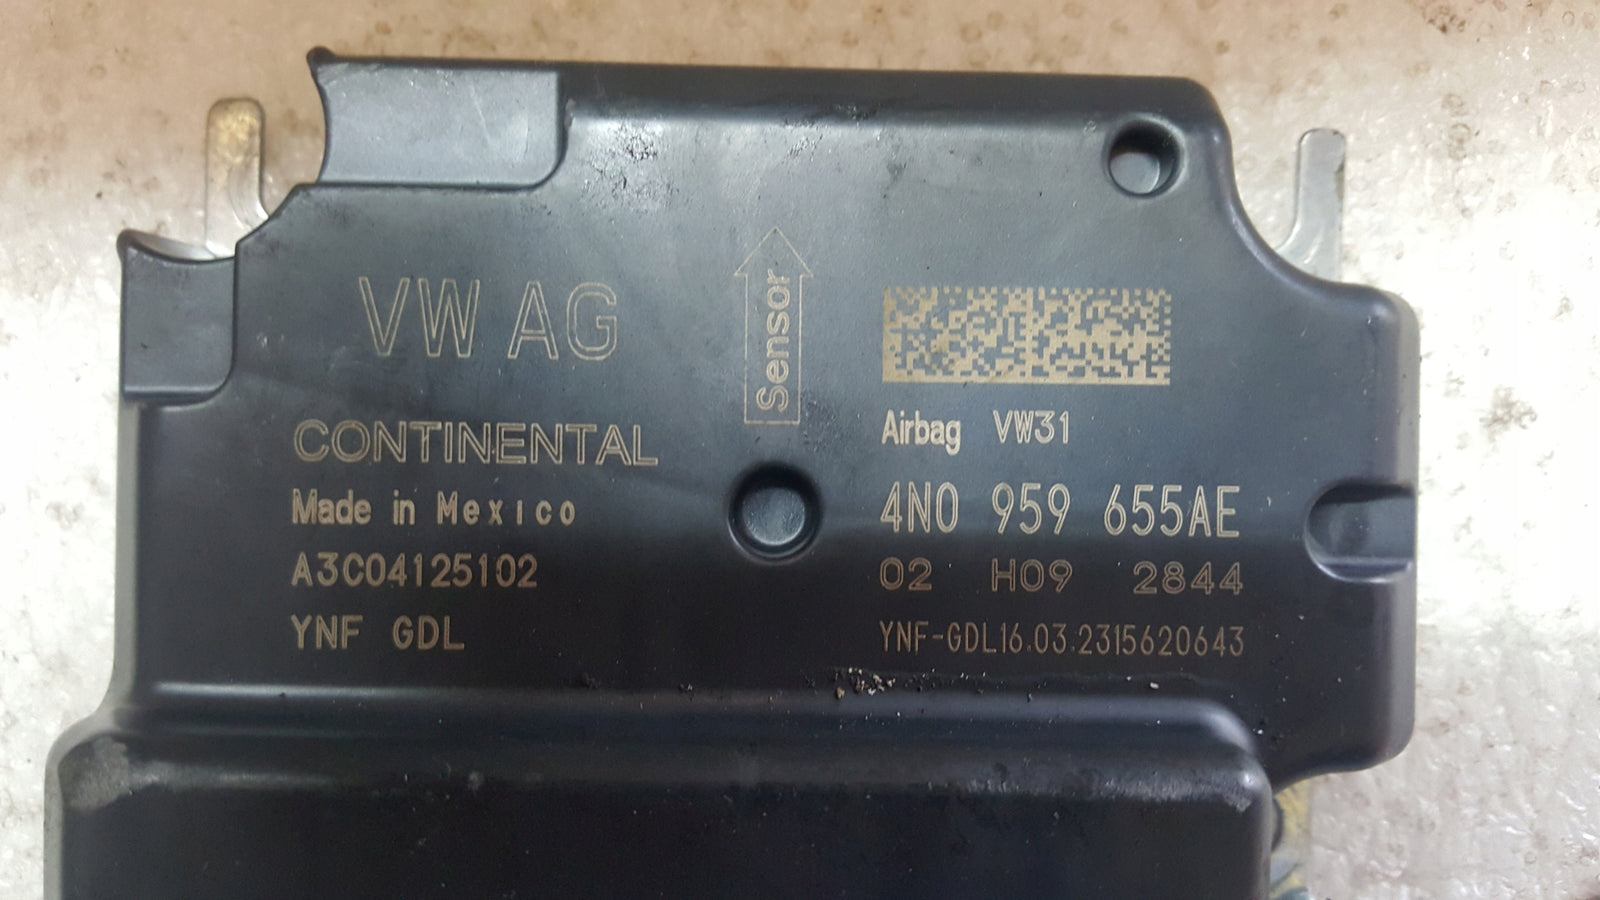 VW AG
CONTINENTAL
Made in Mexico
A3C04125102
YNF GDL
Sensor
Airbag VW31
4N0 959 655AE
02 H09 2844
YNF-GDL16.03.2315620643